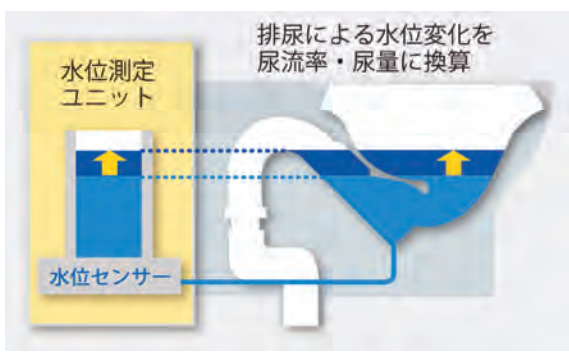 排尿による水位変化を
尿流率・尿量に換算
水位測定
ユニット
水位センサー